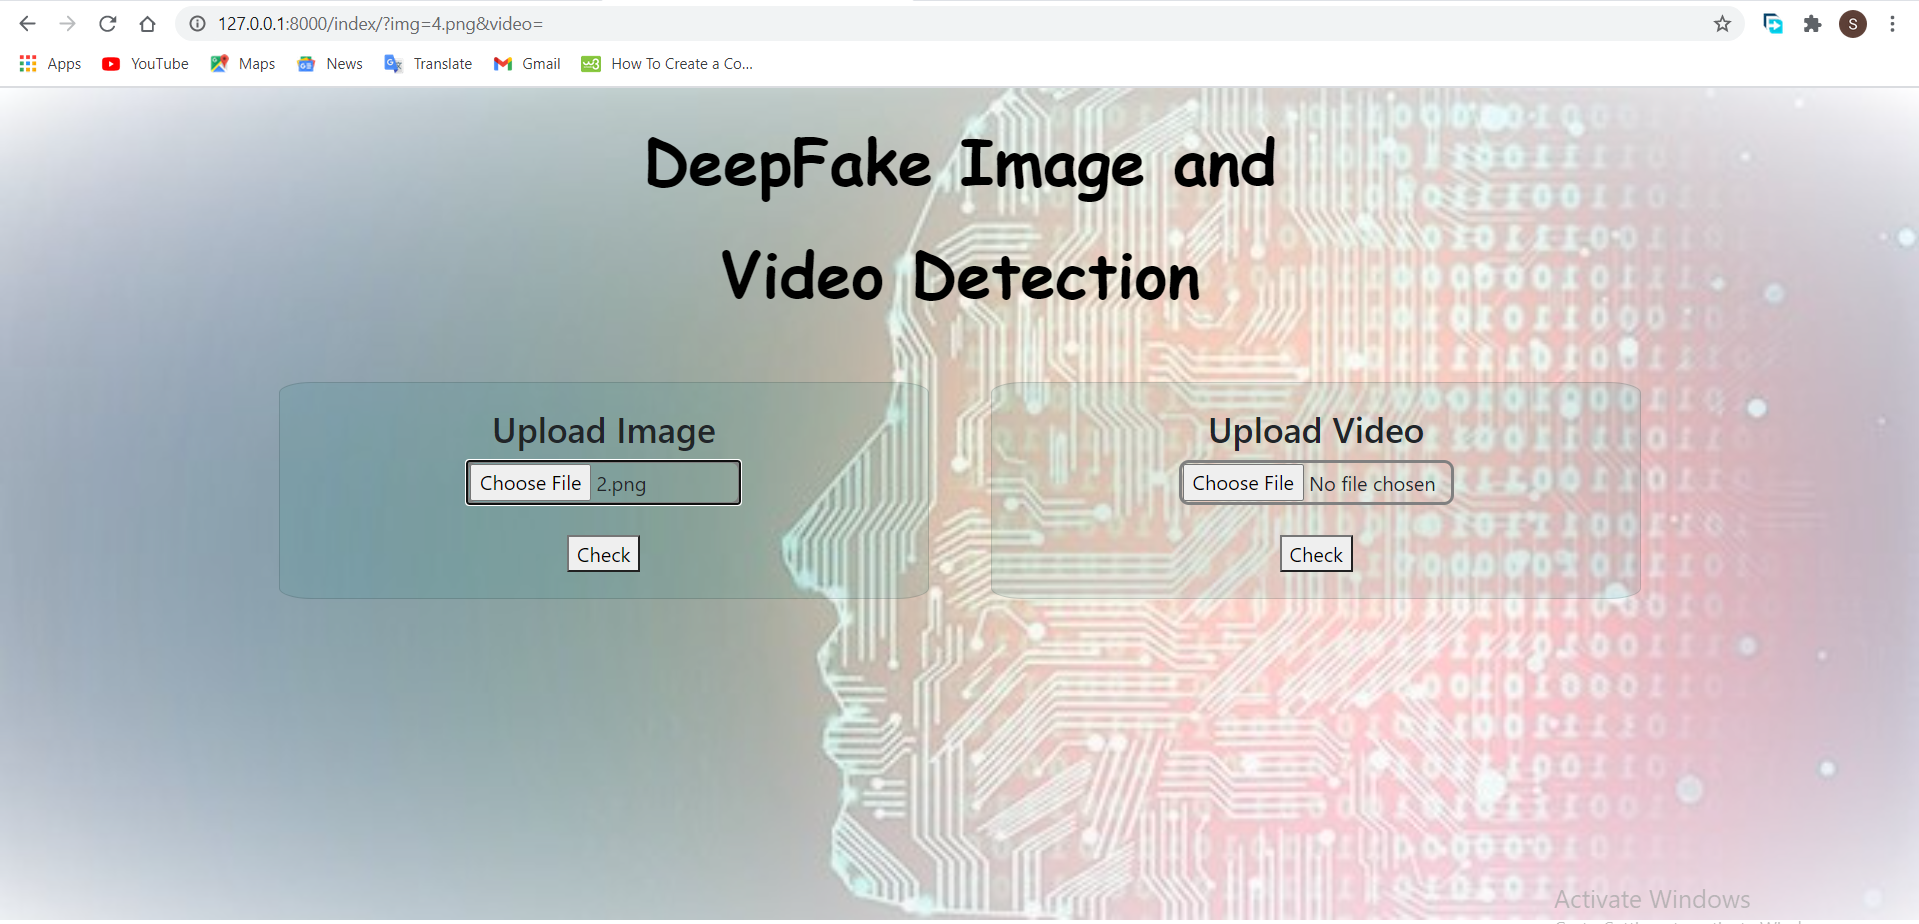 127.0.0.1:8000/index/?img=4.png&video=
S
Apps YouTube Maps News Translate Gmail How To Create a Co...
DeepFake Image and
Video Detection
Upload Image
Choose File 2.png
Check
Upload Video
Choose File No file chosen
Check
Activate Windows